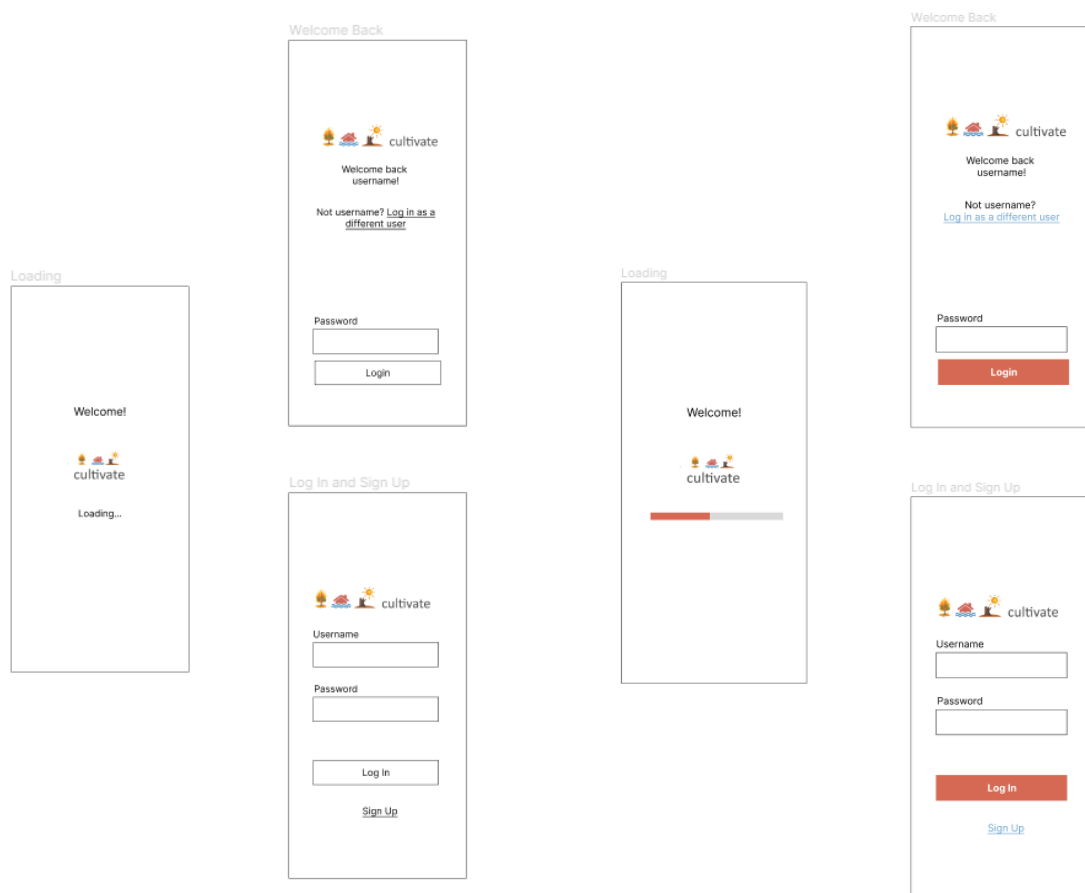 Loading
Welcome!
cultivate
Loading...
Welcome Back
cultivate
Welcome back
username!
Not username? Log in as a
different user
Password
Login
Log In and Sign Up
cultivate
Username
Password
Log In
Sign Up
Loading
Welcome!
cultivate
Welcome Back
cultivate
Welcome back
username!
Not username?
Log in as a different user
Password
Login
Log In and Sign Up
cultivate
Username
Password
Log In
Sign Up